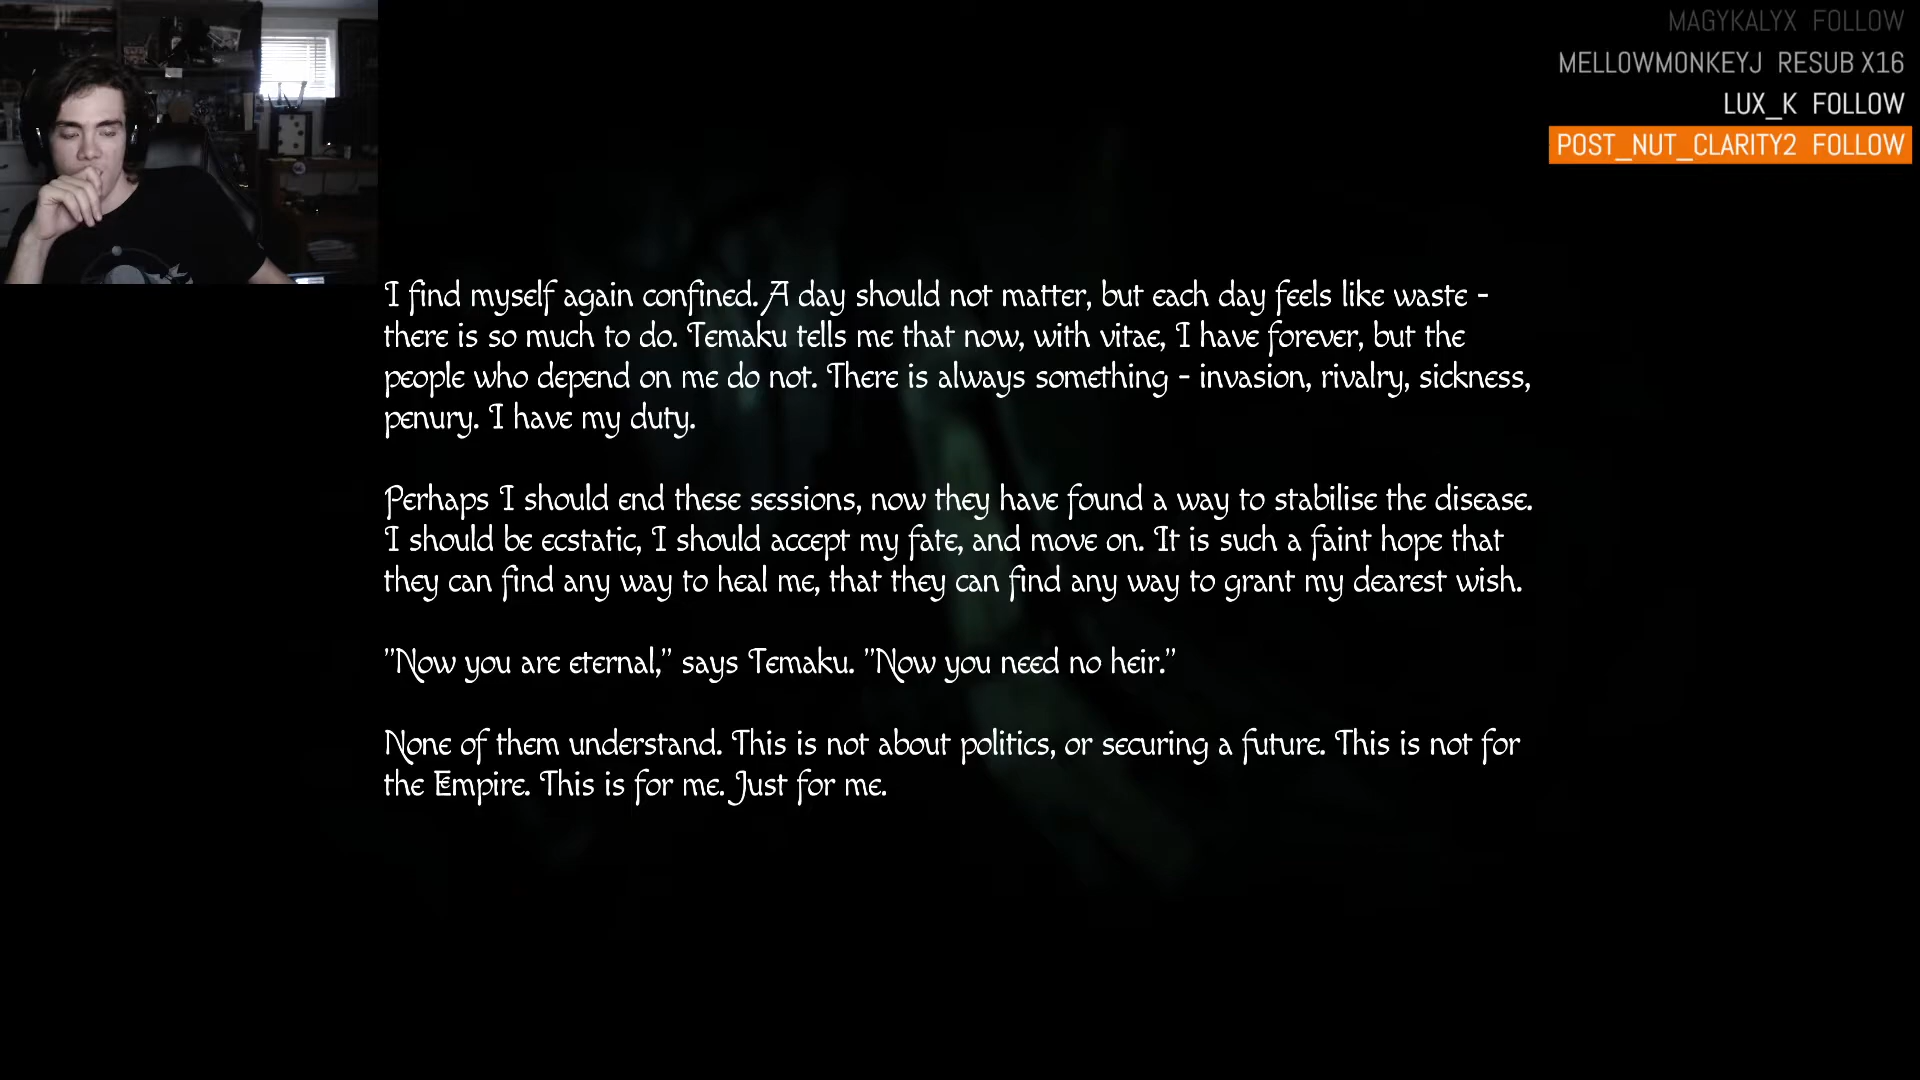 MAGYKALYX FOLLOW
MELLOWMONKEYJ RESUB X16
LUX_K FOLLOW
POST_NUT_CLARITY2 FOLLOW
I find myself again confined. A day should not matter, but each day feels like waste -
there is so much to do. Temaku tells me that now, with vitae, I have forever, but the
people who depend on me do not. There is always something - invasion, rivalry, sickness,
penury. I have my duty.
Perhaps I should end these sessions, now they have found a way to stabilise the disease.
I should be ecstatic, I should accept my fate, and move on. It is such a faint hope that
they can find any way to heal me, that they can find any way to grant my dearest wish.
"Now you are eternal," says Temaku. "Now you need no heir."
None of them understand. This is not about politics, or securing a future. This is not for
the Empire. This is for me. Just for me.